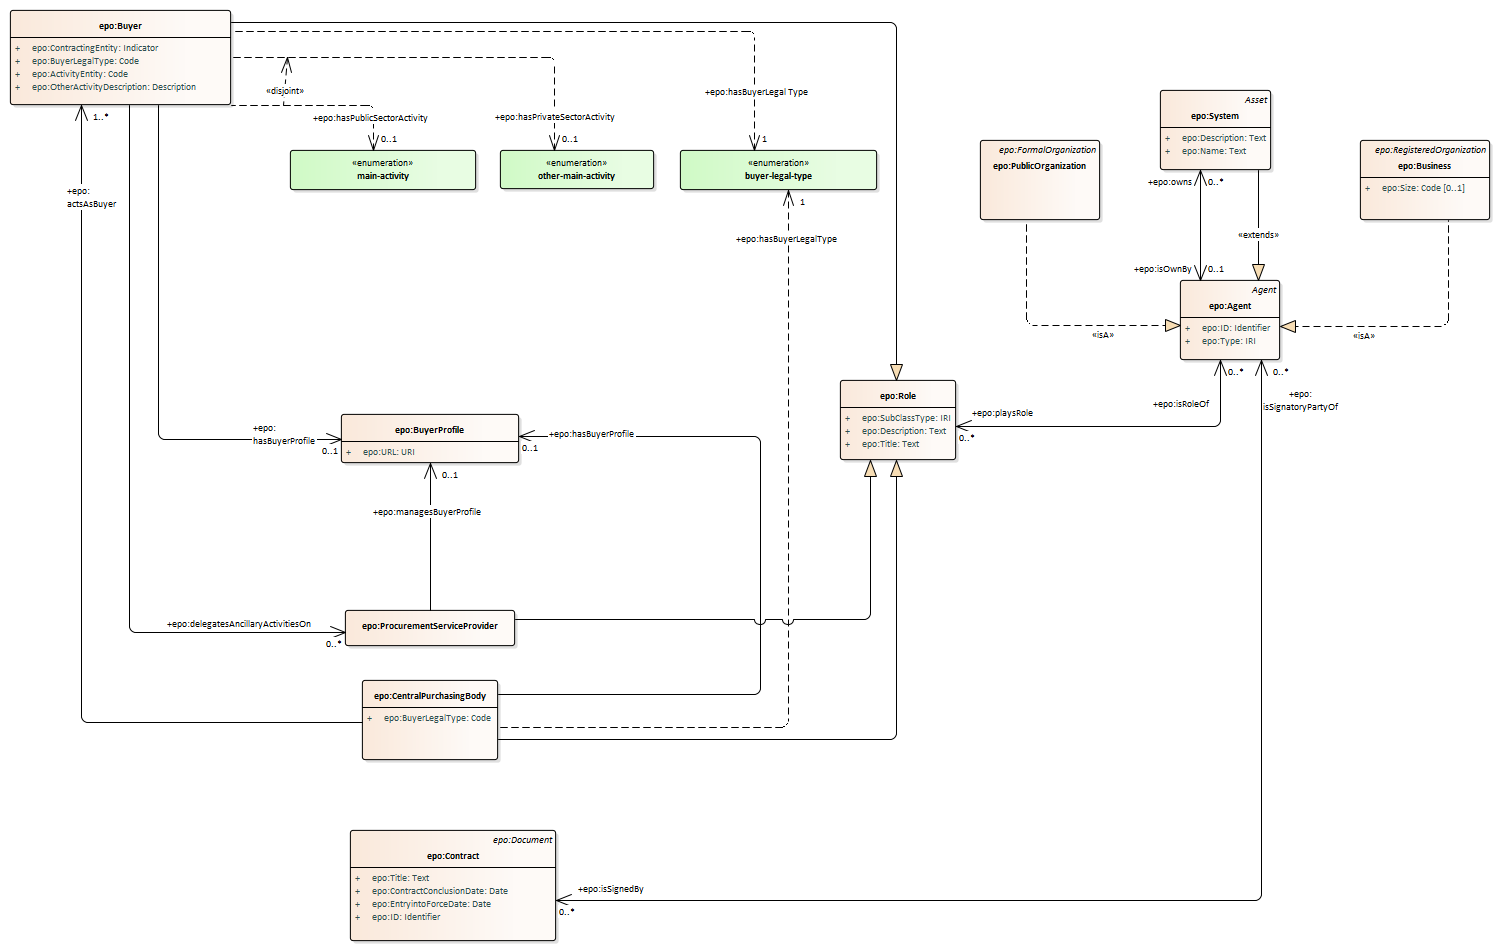 epo:Buyer
+ epo:ContractingEntity: Indicator
+ epo:BuyerLegalType: Code
+ epo:ActivityEntity: Code
+ epo:OtherActivityDescription: Description
«disjoint»
+epo:hasPublicSectorActivity
0..1
+epo:hasPrivateSectorActivity
0..1
+epo:hasBuyerLegal Type
1
1..*
+epo:
actsAsBuyer
«enumeration»
main-activity
«enumeration»
other-main-activity
«enumeration»
buyer-legal-type
1
+epo:hasBuyerLegalType
Asset
epo:System
+ epo:Description: Text
+ epo:Name: Text
epo:FormalOrganization
epo:PublicOrganization
epo:RegisteredOrganization
epo:Business
+ epo:Size: Code [0..1]
+epo:owns
0..*
«extends»
+epo:isOwnBy
0..1
Agent
epo:Agent
+ epo:ID: Identifier
+ epo:Type: IRI
«isA»
«isA»
0..*
0..*
+epo:isRoleOf
+epo:
isSignatoryPartyOf
epo:Role
+ epo:SubClassType: IRI
+ epo:Description: Text
+ epo:Title: Text
+epo:playsRole
0..*
+epo:
hasBuyerProfile
0..1
epo:BuyerProfile
+ epo:URL: URI
+epo:hasBuyerProfile
0..1
0..1
+epo:managesBuyerProfile
+epo:delegatesAncillaryActivitiesOn
0..*
epo:ProcurementServiceProvider
epo:CentralPurchasingBody
+ epo:BuyerLegalType: Code
epo:Document
epo:Contract
+ epo:Title: Text
+ epo:ContractConclusionDate: Date
+ epo:EntryintoForceDate: Date
+ epo:ID: Identifier
+epo:isSignedBy
0..*